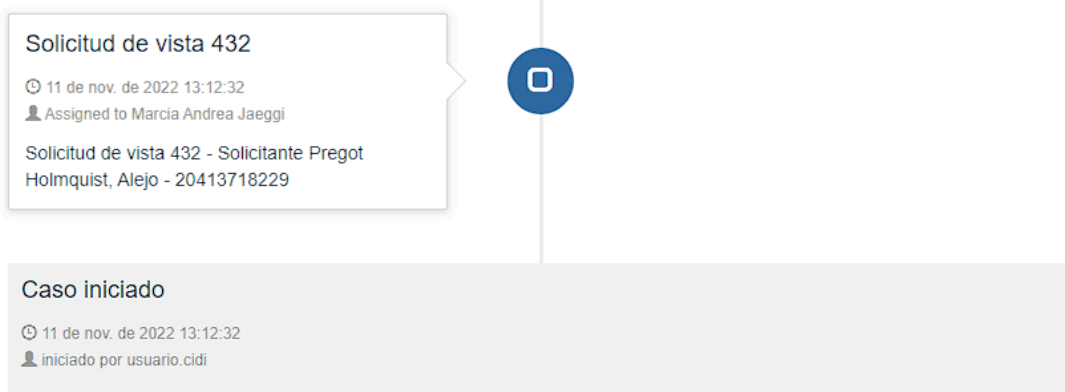 Solicitud de vista 432
11 de nov. de 2022 13:12:32
Assigned to Marcia Andrea Jaeggi
Solicitud de vista 432 - Solicitante Pregot
Holmquist, Alejo - 20413718229
Caso iniciado
11 de nov. de 2022 13:12:32
iniciado por usuario.cidi